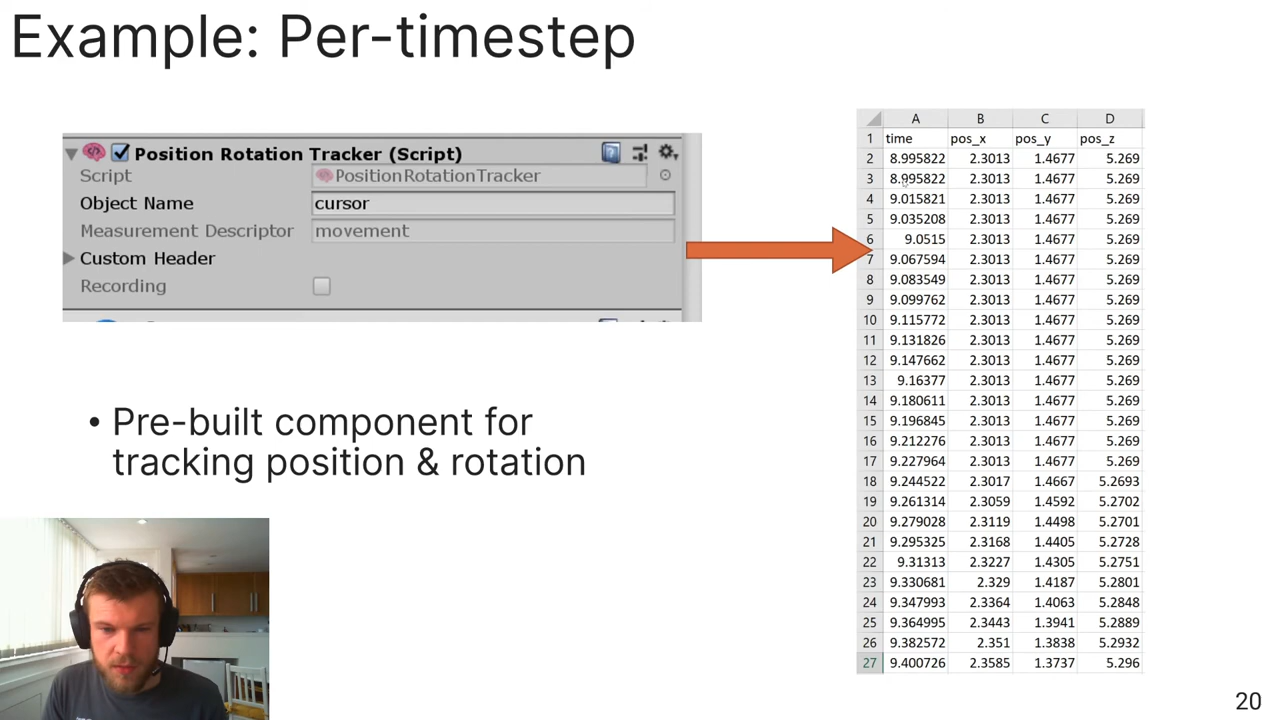 Example: Per-timestep
Position Rotation Tracker (Script)
Script PositionRotationTracker
Object Name cursor
Measurement Descriptor movement
Custom Header
Recording
• Pre-built component for
tracking position & rotation
A B C D
1 time pos_x pos_y pos_z
2 8.995822 2.3013 1.4677 5.269
3 8.995822 2.3013 1.4677 5.269
4 9.015821 2.3013 1.4677 5.269
5 9.035208 2.3013 1.4677 5.269
6 9.0515 2.3013 1.4677 5.269
7 9.067594 2.3013 1.4677 5.269
8 9.083549 2.3013 1.4677 5.269
9 9.099762 2.3013 1.4677 5.269
10 9.115772 2.3013 1.4677 5.269
11 9.131826 2.3013 1.4677 5.269
12 9.147662 2.3013 1.4677 5.269
13 9.16377 2.3013 1.4677 5.269
14 9.180611 2.3013 1.4677 5.269
15 9.196845 2.3013 1.4677 5.269
16 9.212276 2.3013 1.4677 5.269
17 9.227964 2.3013 1.4677 5.269
18 9.244522 2.3017 1.4667 5.2693
19 9.261314 2.3059 1.4592 5.2702
20 9.279028 2.3119 1.4498 5.2701
21 9.295325 2.3168 1.4405 5.2728
22 9.31313 2.3227 1.4305 5.2751
23 9.330681 2.329 1.4187 5.2801
24 9.347993 2.3364 1.4063 5.2848
25 9.364995 2.3443 1.3941 5.2889
26 9.382572 2.351 1.3838 5.2932
27 9.400726 2.3585 1.3737 5.296
20